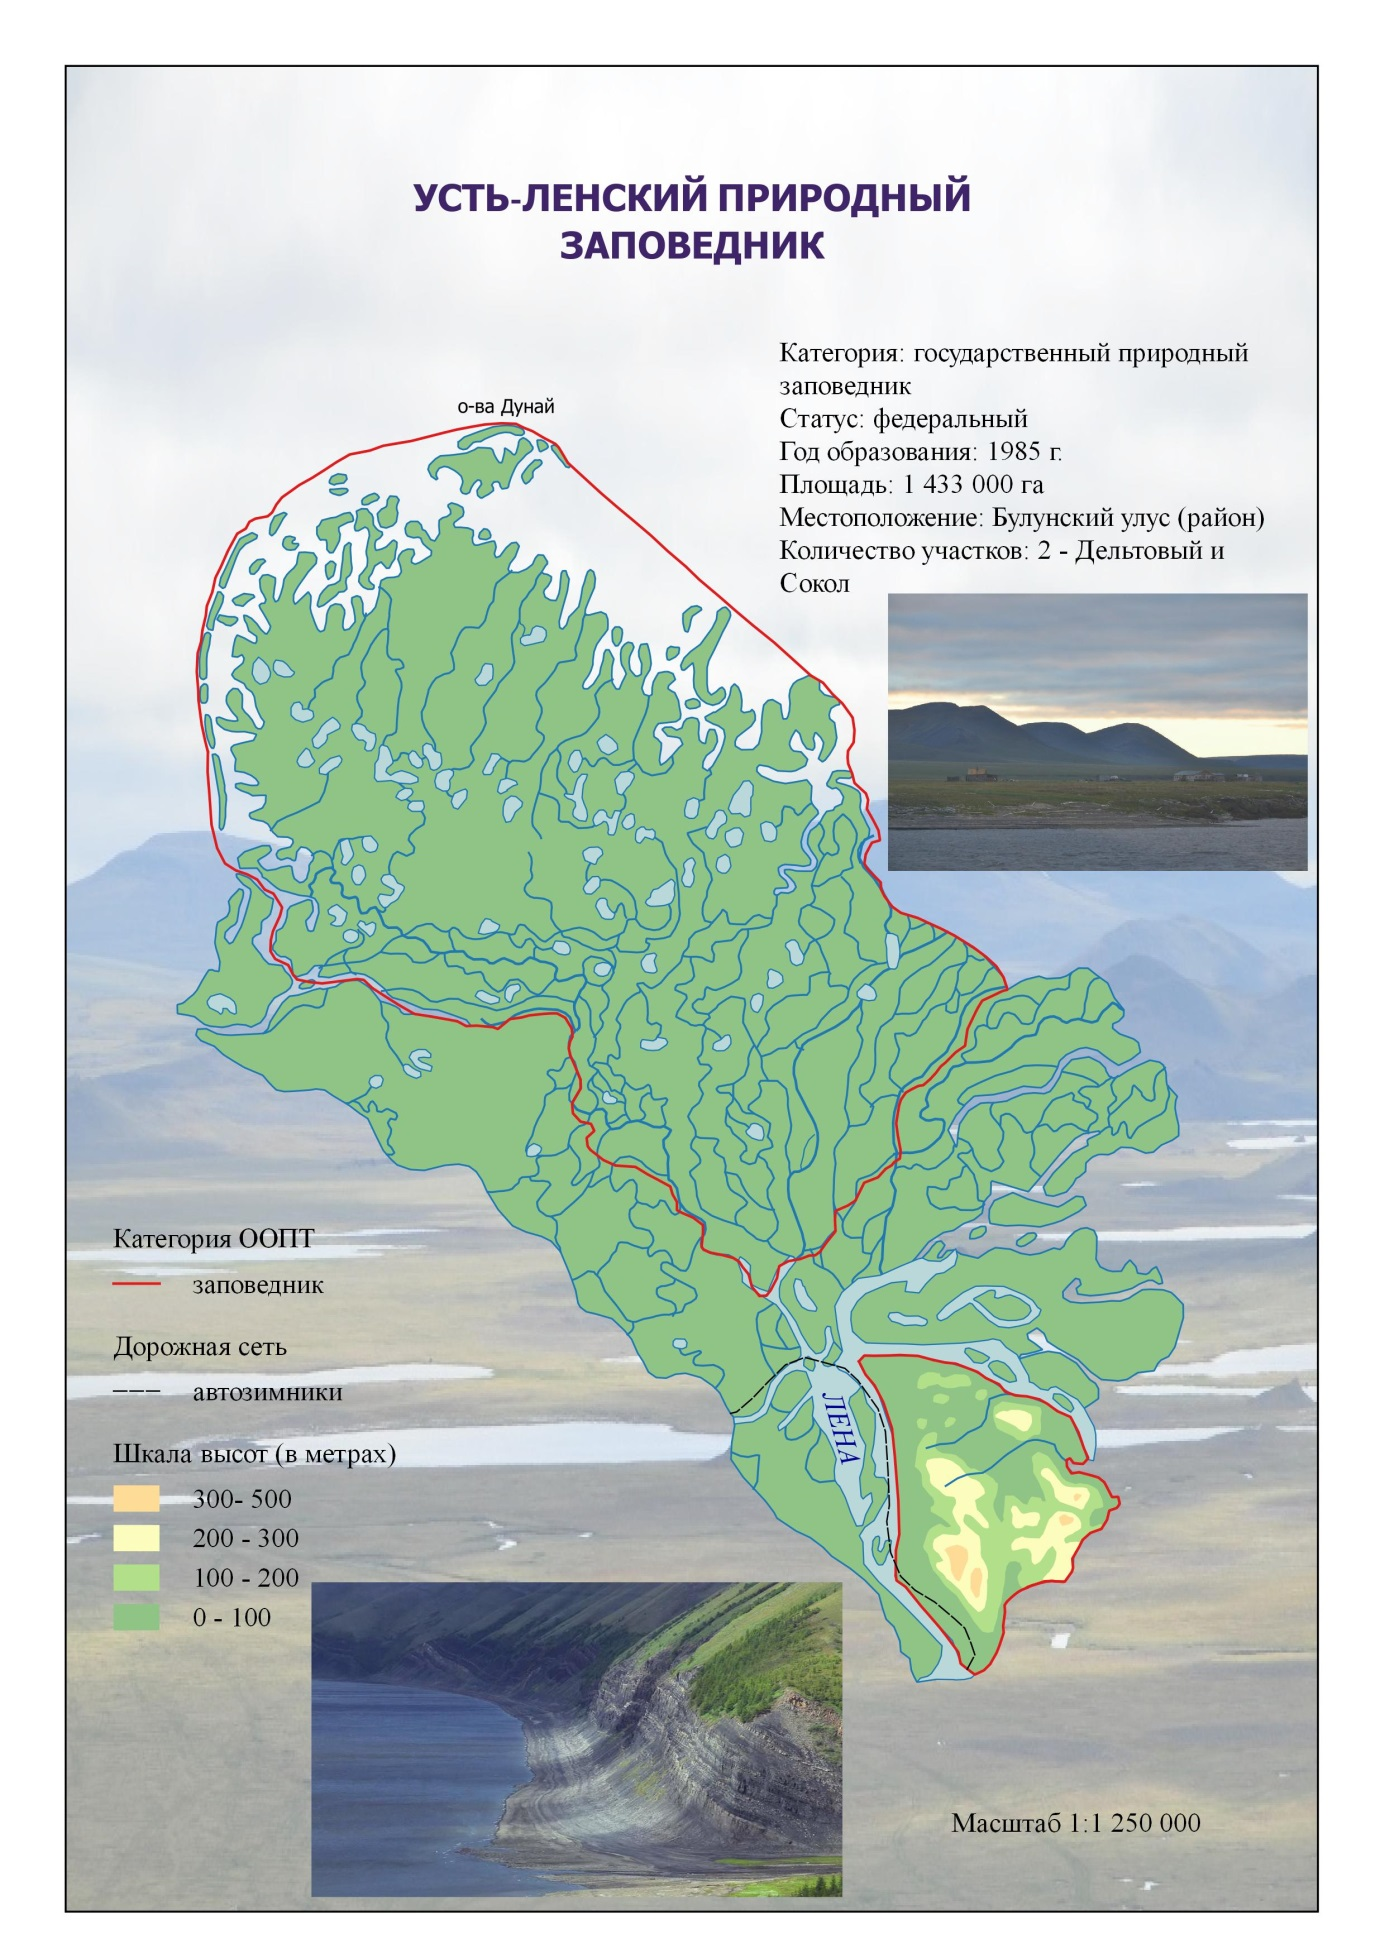 УСТЬ-ЛЕНСКИЙ ПРИРОДНЫЙ
ЗАПОВЕДНИК
Категория: государственный природный
заповедник
Статус: федеральный
Год образования: 1985 г.
Площадь: 1 433 000 га
Местоположение: Булунский улус (район)
Количество участков: 2 - Дельтовый и
Сокол
о-ва Дунай
ЛЕНА
Категория ООПТ
заповедник
Дорожная сеть
автозимники
Шкала высот (в метрах)
300- 500
200 - 300
100 - 200
0 - 100
Масштаб 1:1 250 000